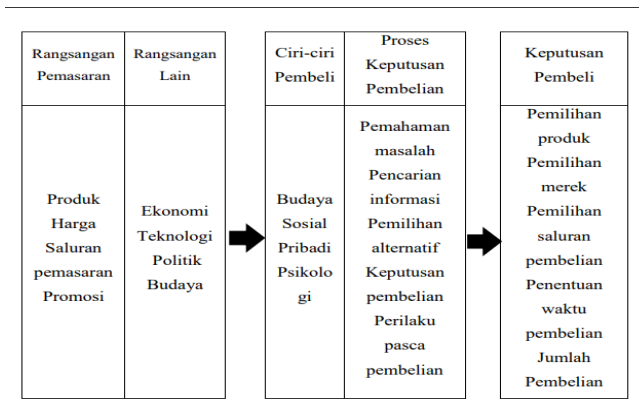 Rangsangan
Pemasaran
Rangsangan
Lain
Ciri-ciri
Pembeli
Proses
Keputusan
Pembelian
Keputusan
Pembeli
Produk
Harga
Saluran
pemasaran
Promosi
Ekonomi
Teknologi
Politik
Budaya
Budaya
Sosial
Pribadi
Psikolo
gi
Pemahaman
masalah
Pencarian
informasi
Pemilihan
alternatif
Keputusan
pembelian
Perilaku
pasca
pembelian
Pemilihan
produk
Pemilihan
merek
Pemilihan
saluran
pembelian
Penentuan
waktu
pembelian
Jumlah
Pembelian